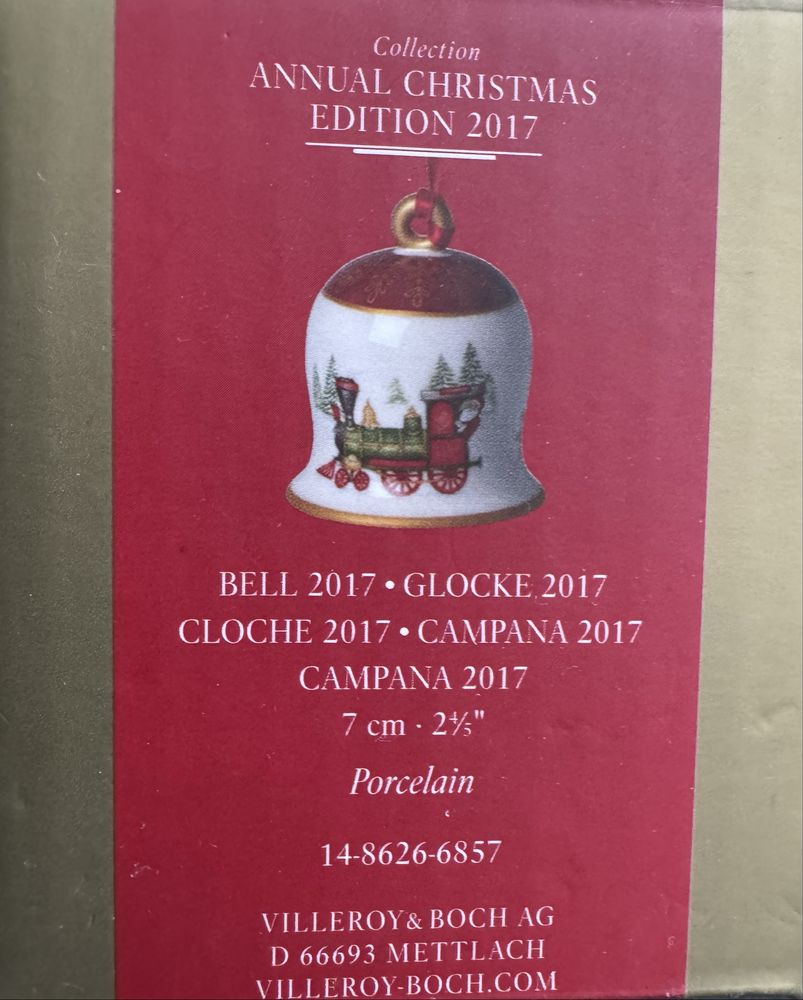 Collection
ANNUAL CHRISTMAS
EDITION 2017
BELL 2017 • GLOCKE 2017
CLOCHE 2017 • CAMPANA 2017
CAMPANA 2017
7 cm · 2⅘"
Porcelain
14-8626-6857
VILLEROY & BOCH AG
D 66693 METTLACH
VILLEROY-BOCH.COM